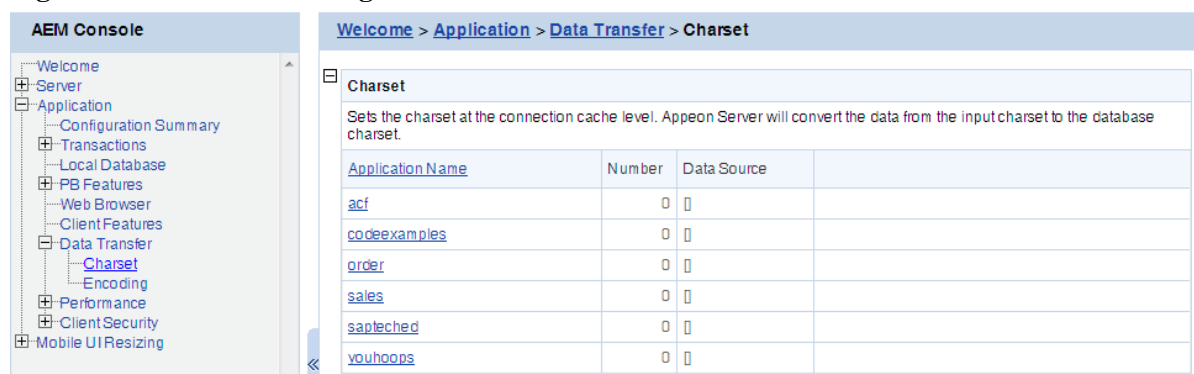 AEM Console
Welcome
Server
Application
Configuration Summary
Transactions
Local Database
PB Features
Web Browser
Client Features
Data Transfer
Charset
Encoding
Performance
Client Security
Mobile UI Resizing
«
Welcome > Application > Data Transfer > Charset
Charset
Sets the charset at the connection cache level. Appeon Server will convert the data from the input charset to the database
charset.
Application Name Number Data Source
acf 0 []
codeexamples 0 []
order 0 []
sales 0 []
sapteched 0 []
youhoops 0 []